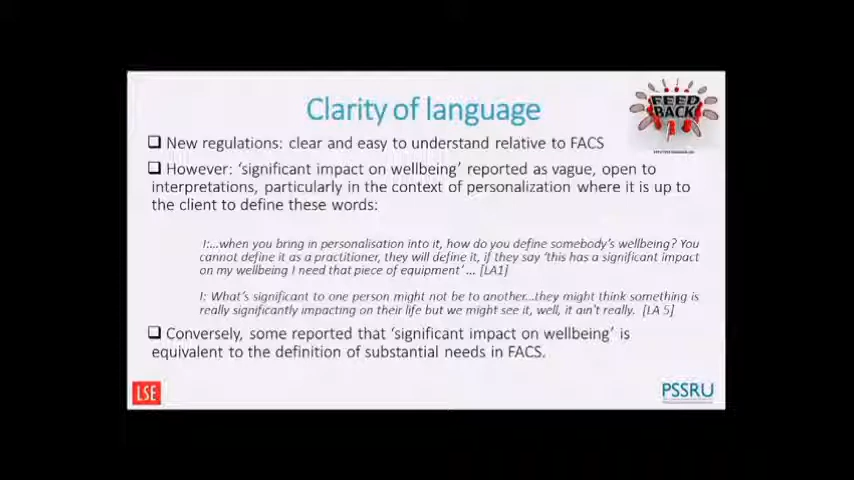 Clarity of language
FEED
BACK
❑ New regulations: clear and easy to understand relative to FACS
❑ However: ‘significant impact on wellbeing’ reported as vague, open to
interpretations, particularly in the context of personalization where it is up to
the client to define these words:
I:...when you bring in personalisation into it, how do you define somebody’s wellbeing? You
cannot define it as a practitioner, they will define it, if they say ‘this has a significant impact
on my wellbeing I need that piece of equipment’ ... [LA1]
I: What’s significant to one person might not be to another...they might think something is
really significantly impacting on their life but we might see it, well, it ain’t really. [LA 5]
❑ Conversely, some reported that ‘significant impact on wellbeing’ is
equivalent to the definition of substantial needs in FACS.
LSE
PSSRU